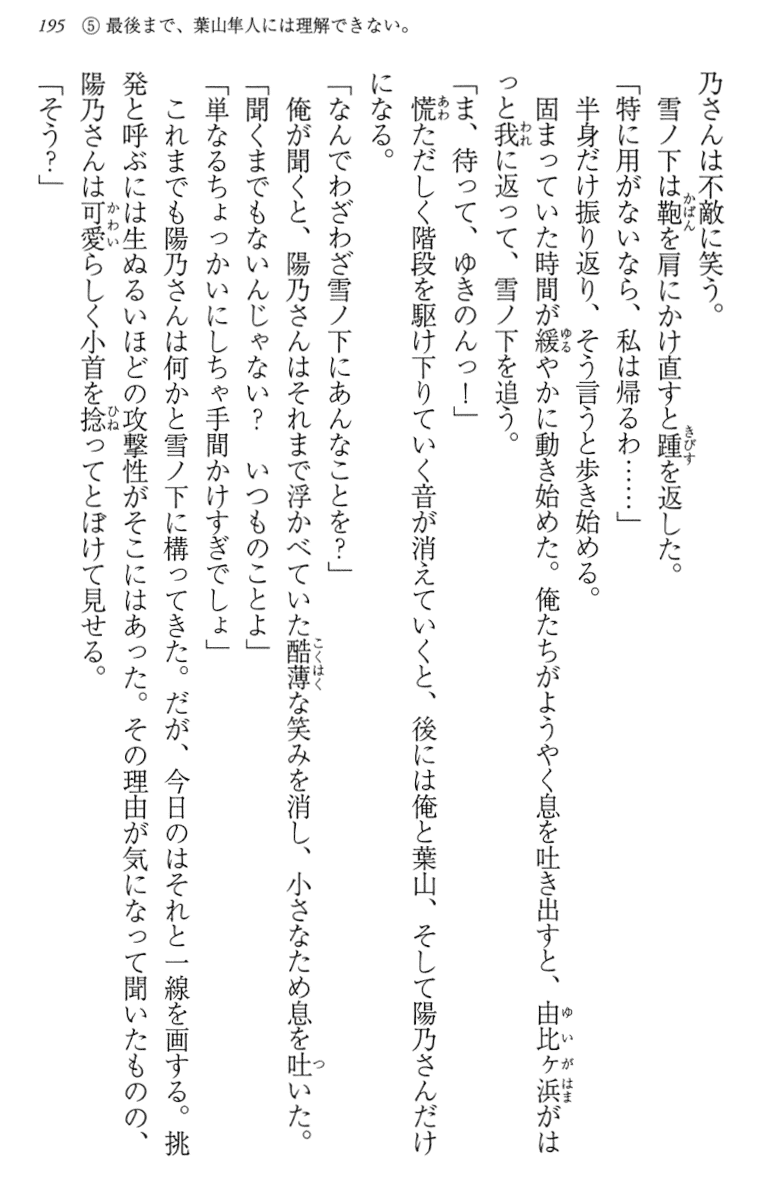 195 ⑤ 最後まで、葉山隼人には理解できない。
乃さんは不敵に笑う。
　雪ノ下は鞄を肩にかけ直すと踵を返した。
「特に用がないなら、私は帰るわ……」
　半身だけ振り返り、そう言うと歩き始める。
　固まっていた時間が緩やかに動き始めた。俺たちがようやく息を吐き出すと、由比ヶ浜がは
っと我に返って、雪ノ下を追う。
「ま、待って、ゆきのんっ！」
　慌ただしく階段を駆け下りていく音が消えていくと、後には俺と葉山、そして陽乃さんだけ
になる。
「なんでわざわざ雪ノ下にあんなことを？」
　俺が聞くと、陽乃さんはそれまで浮かべていた酷薄な笑みを消し、小さなため息を吐いた。
「聞くまでもないんじゃない？　いつものことよ」
「単なるちょっかいにしちゃ手間かけすぎでしょ」
　これまでも陽乃さんは何かと雪ノ下に構ってきた。だが、今日のはそれと一線を画する。挑
発と呼ぶには生ぬるいほどの攻撃性がそこにはあった。その理由が気になって聞いたものの、
陽乃さんは可愛らしく小首を捻ってとぼけて見せる。
「そう？」